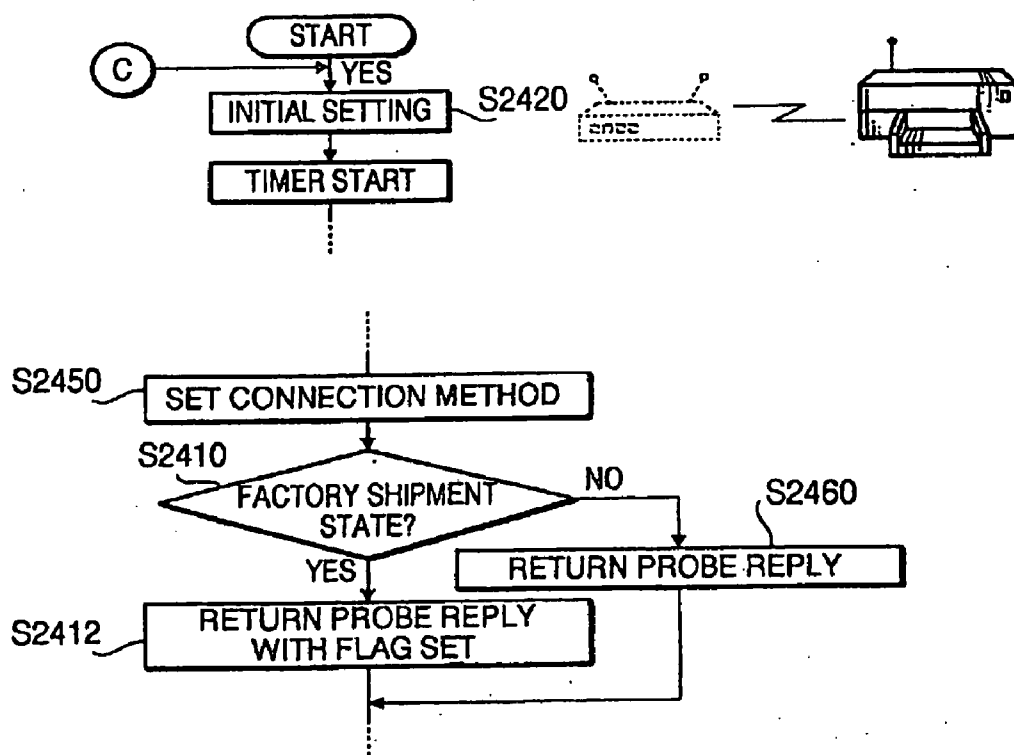 START
C
YES
INITIAL SETTING
S2420
TIMER START
S2450
SET CONNECTION METHOD
S2410
FACTORY SHIPMENT
STATE?
NO
S2460
YES
RETURN PROBE REPLY
S2412
RETURN PROBE REPLY
WITH FLAG SET